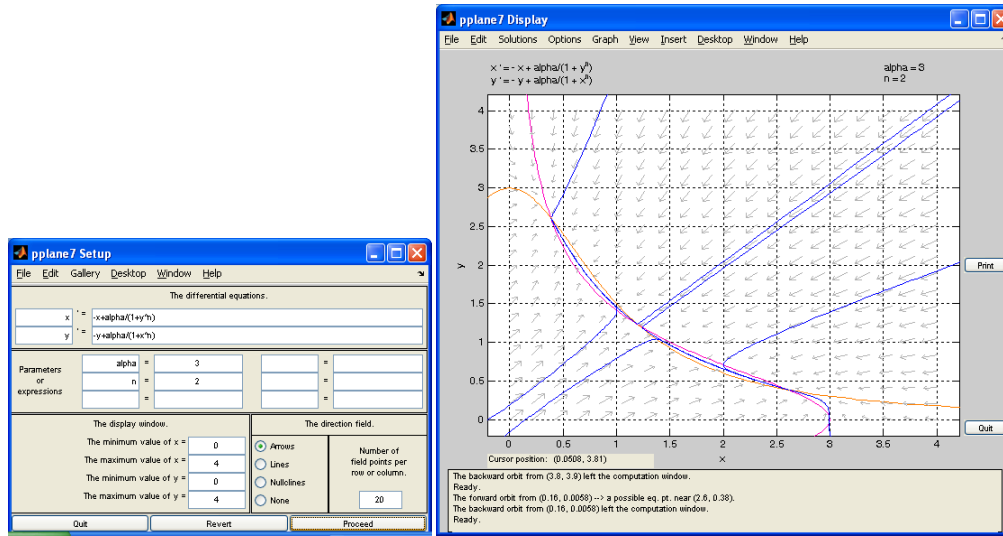 pplane7 Setup
File Edit Gallery Desktop Window Help
The differential equations.
x ' = -x+alpha/(1+y^n)
y ' = -y+alpha/(1+x^n)
Parameters or expressions
alpha = 3
n = 2
=
=
=
=
The display window.
The minimum value of x = 0
The maximum value of x = 4
The minimum value of y = 0
The maximum value of y = 4
The direction field.
Arrows
Lines
Nullclines
None
Number of
field points per
row or column.
20
Quit Revert Proceed
pplane7 Display
File Edit Solutions Options Graph View Insert Desktop Window Help
x ' = - x + alpha/(1 + yⁿ)
y ' = - y + alpha/(1 + xⁿ)
alpha = 3
n = 2
4
3.5
3
2.5
2
1.5
1
0.5
0
y
0 0.5 1 1.5 2 2.5 3 3.5 4
x
Print
Quit
Cursor position: (0.0508, 3.81)
The backward orbit from (3.8, 3.9) left the computation window.
Ready.
The forward orbit from (0.16, 0.0058) --> a possible eq. pt. near (2.6, 0.38).
The backward orbit from (0.16, 0.0058) left the computation window.
Ready.